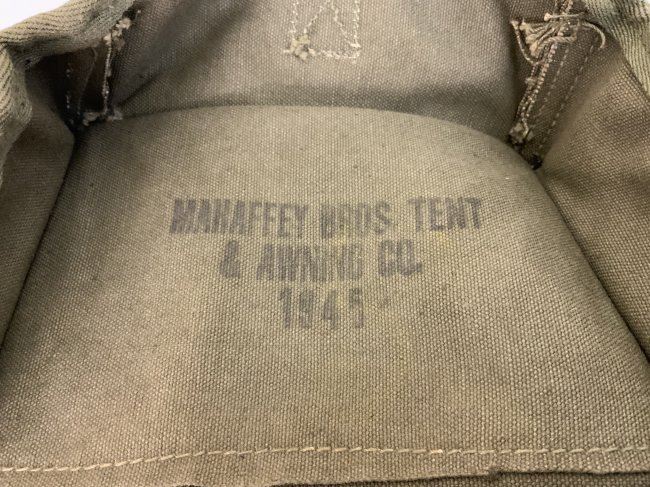 MAHAFFEY BROS. TENT
& AWNING CO.
1945